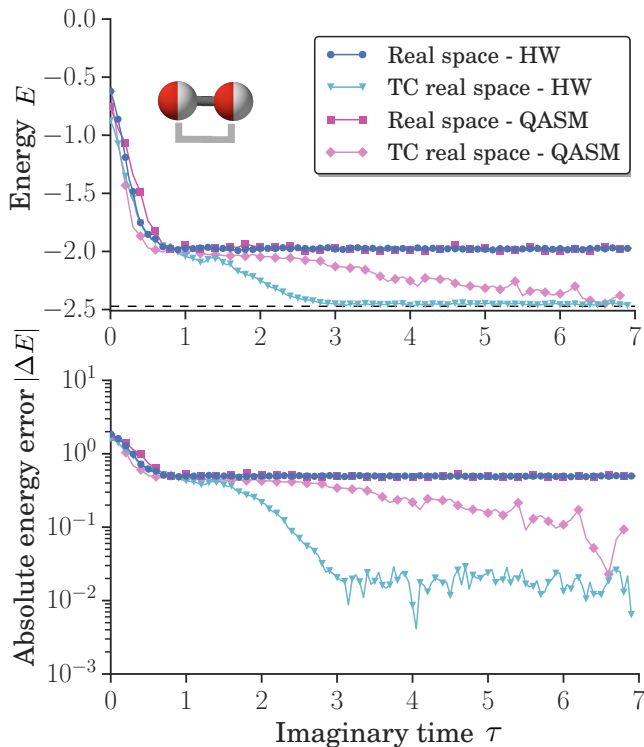 Energy E
0.0
−0.5
−1.0
−1.5
−2.0
−2.5
0 1 2 3 4 5 6 7
Real space - HW
TC real space - HW
Real space - QASM
TC real space - QASM
Absolute energy error |ΔE|
10^1
10^0
10^−1
10^−2
10^−3
0 1 2 3 4 5 6 7
Imaginary time τ